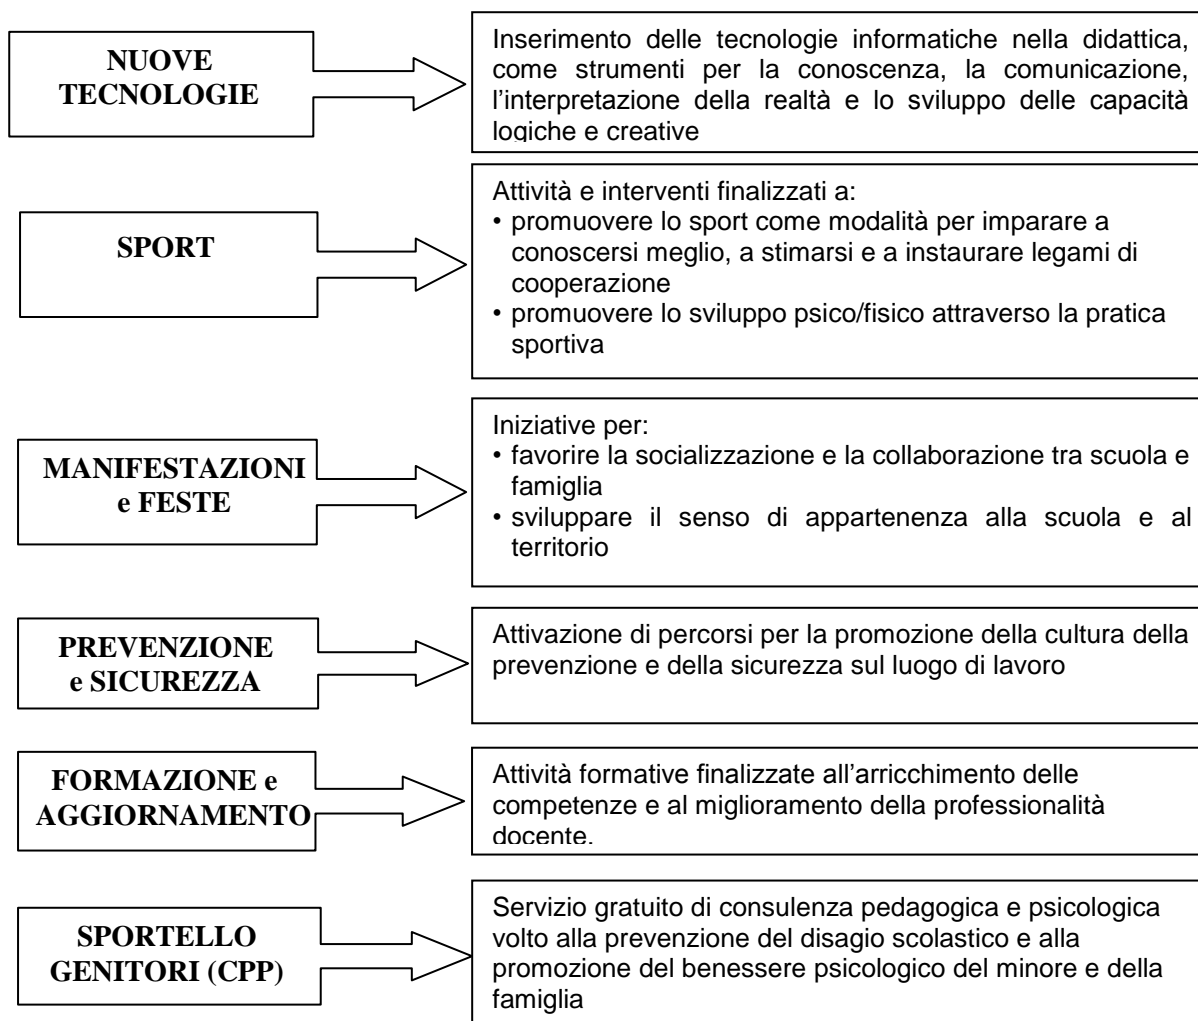 NUOVE
TECNOLOGIE
Inserimento delle tecnologie informatiche nella didattica,
come strumenti per la conoscenza, la comunicazione,
l’interpretazione della realtà e lo sviluppo delle capacità
logiche e creative
SPORT
Attività e interventi finalizzati a:
• promuovere lo sport come modalità per imparare a
conoscersi meglio, a stimarsi e a instaurare legami di
cooperazione
• promuovere lo sviluppo psico/fisico attraverso la pratica
sportiva
MANIFESTAZIONI
e FESTE
Iniziative per:
• favorire la socializzazione e la collaborazione tra scuola e
famiglia
• sviluppare il senso di appartenenza alla scuola e al
territorio
PREVENZIONE
e SICUREZZA
Attivazione di percorsi per la promozione della cultura della
prevenzione e della sicurezza sul luogo di lavoro
FORMAZIONE e
AGGIORNAMENTO
Attività formative finalizzate all’arricchimento delle
competenze e al miglioramento della professionalità
docente.
SPORTELLO
GENITORI (CPP)
Servizio gratuito di consulenza pedagogica e psicologica
volto alla prevenzione del disagio scolastico e alla
promozione del benessere psicologico del minore e della
famiglia